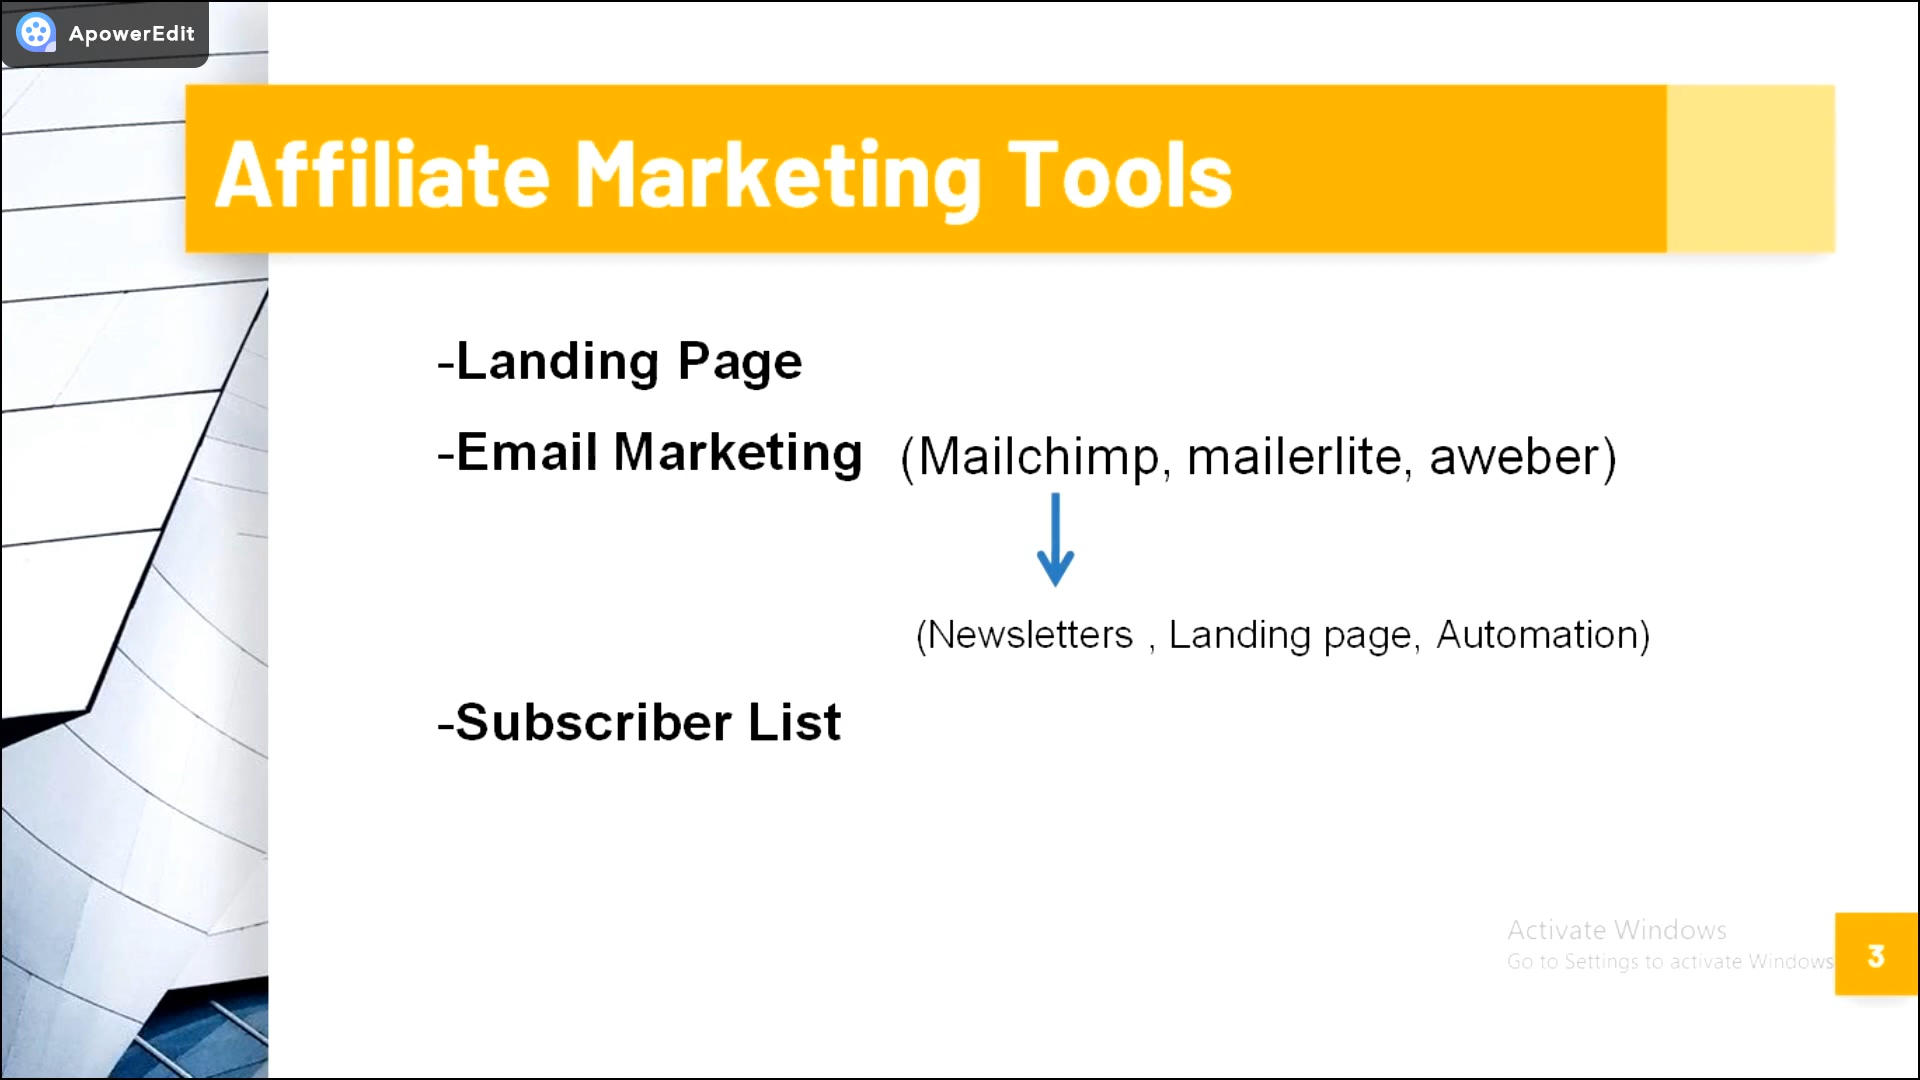 ApowerEdit
Affiliate Marketing Tools
-Landing Page
-Email Marketing (Mailchimp, mailerlite, aweber)
(Newsletters , Landing page, Automation)
-Subscriber List
Activate Windows
Go to Settings to activate Windows
3